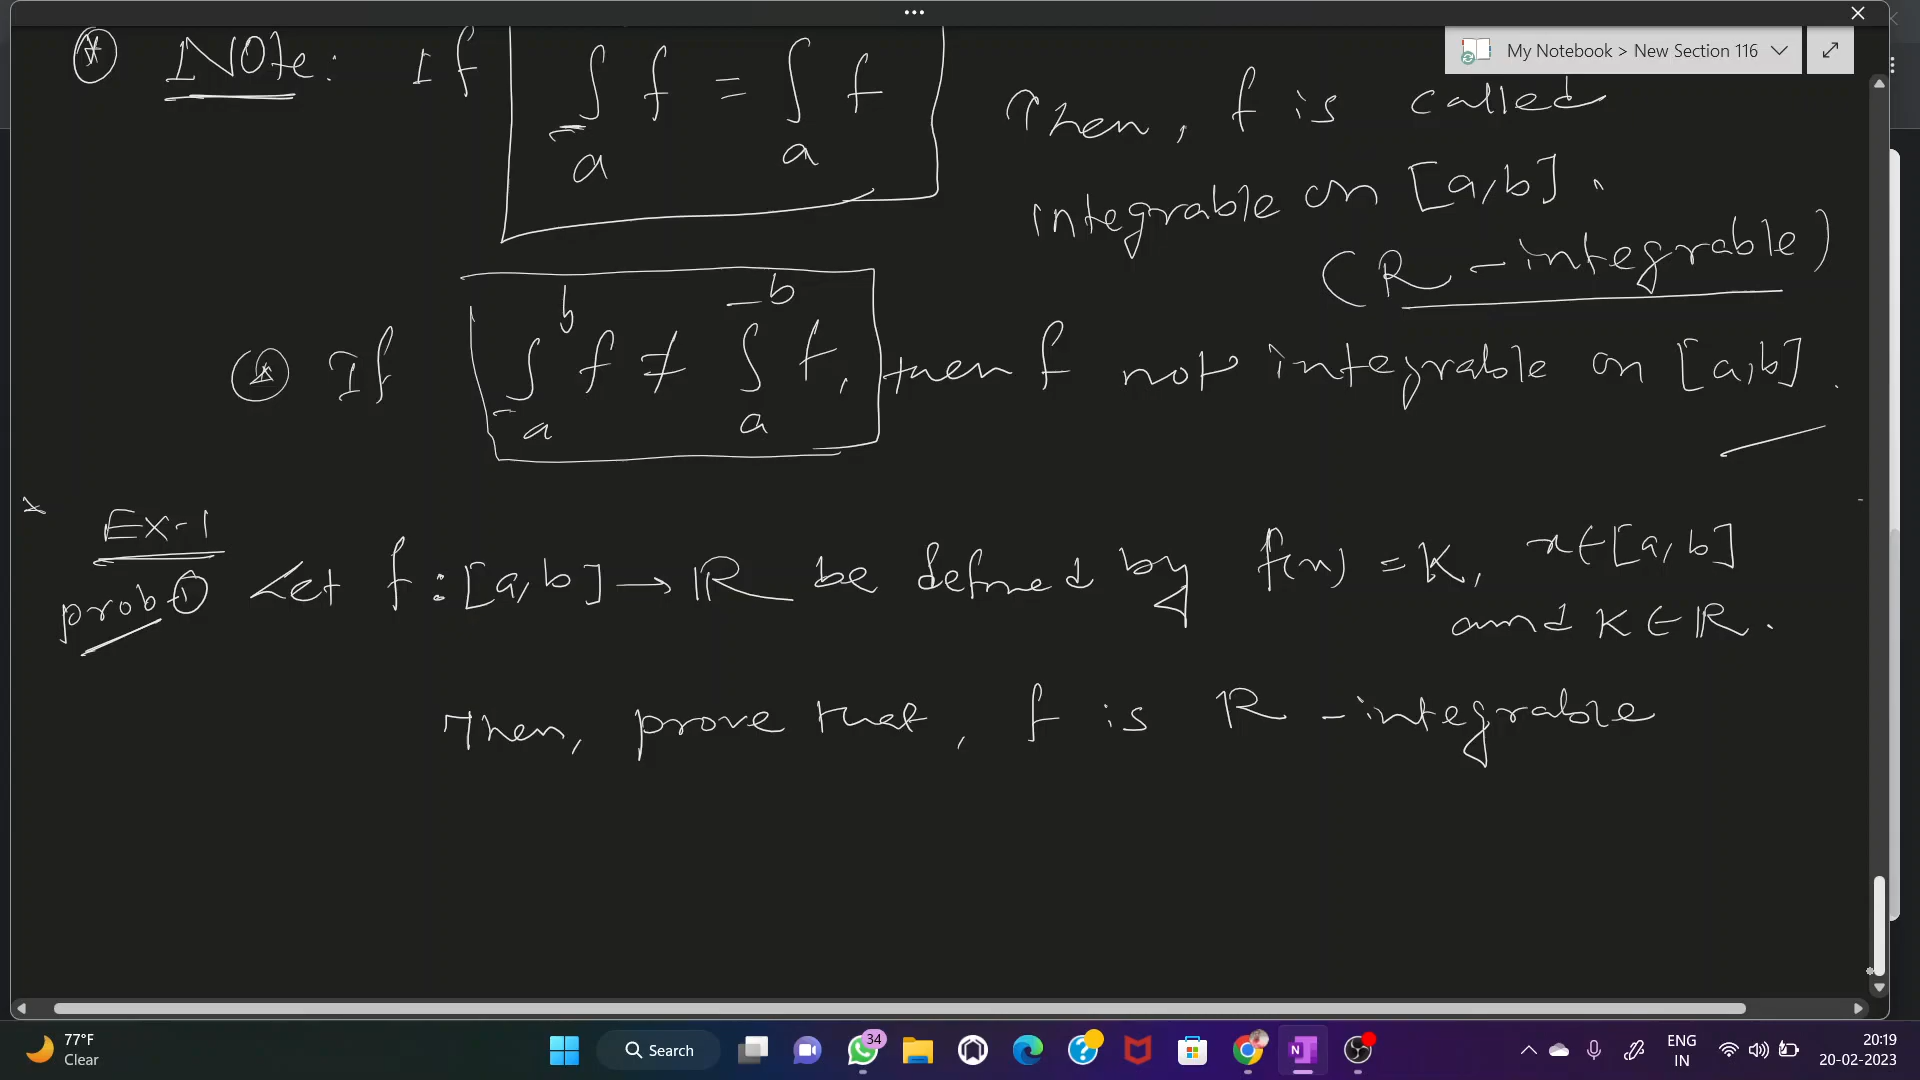 My Notebook > New Section 116
Note: If ∫_a f = ∫_a f Then, f is called
integrable on [a,b].
(R-integrable)
If ∫_a^b f ≠ ∫_a^b f, then f not integrable on [a,b].
Ex-1
prob-① Let f:[a,b]→ℝ be defined by f(x) = K, x∈[a,b]
and K∈ℝ.
Then, prove that, f is R-integrable
77°F
Clear
Search
34
ENG
IN
20:19
20-02-2023